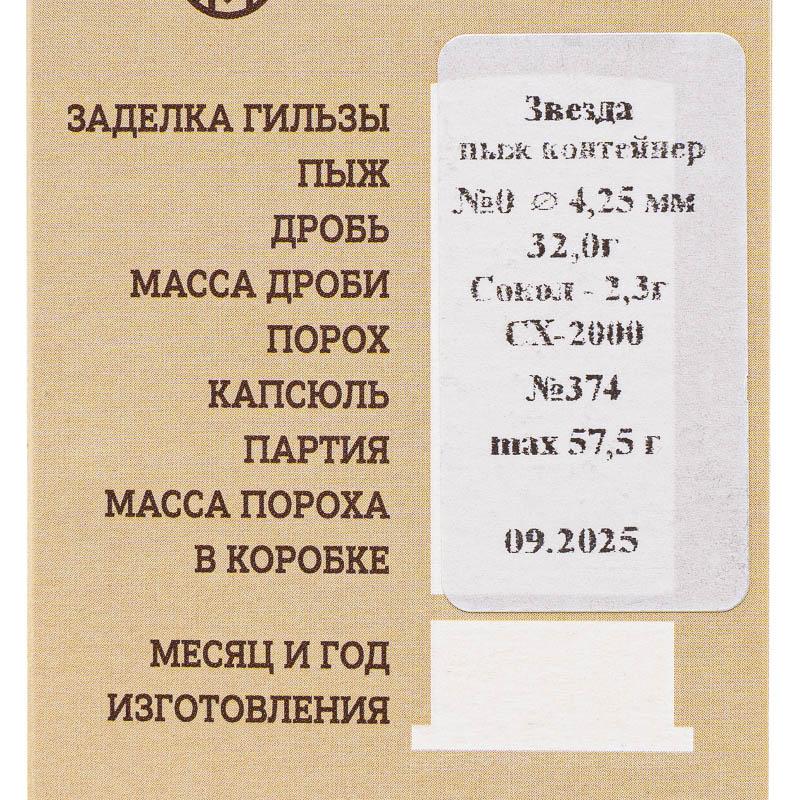 ЗАДЕЛКА ГИЛЬЗЫ
ПЫЖ
ДРОБЬ
МАССА ДРОБИ
ПОРОХ
КАПСЮЛЬ
ПАРТИЯ
МАССА ПОРОХА
В КОРОБКЕ
МЕСЯЦ И ГОД
ИЗГОТОВЛЕНИЯ
Звезда
пыж контейнер
№0 ∅ 4,25 мм
32,0г
Сокол - 2,3г
СХ-2000
№374
max 57,5 г
09.2025